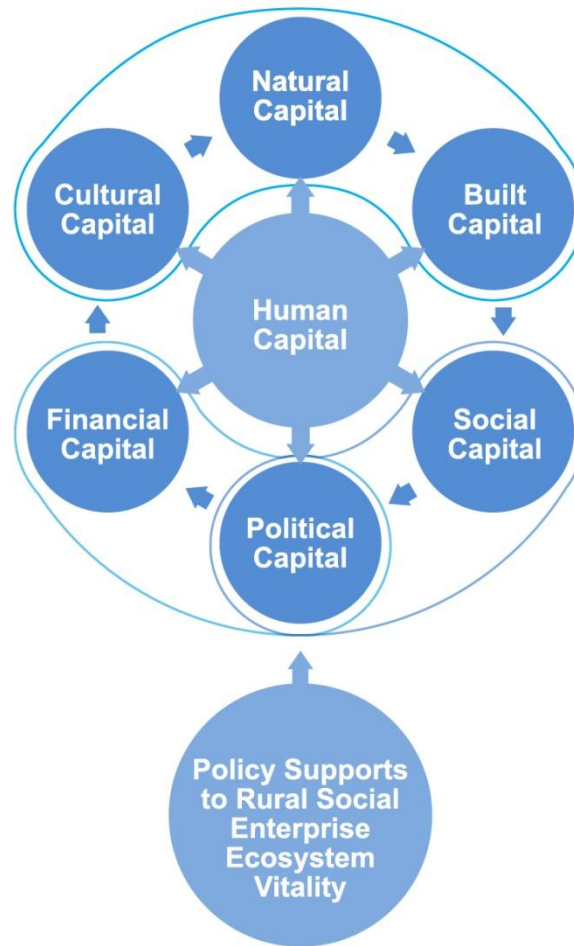 Natural
Capital
Cultural
Capital
Built
Capital
Human
Capital
Financial
Capital
Social
Capital
Political
Capital
Policy Supports
to Rural Social
Enterprise
Ecosystem
Vitality